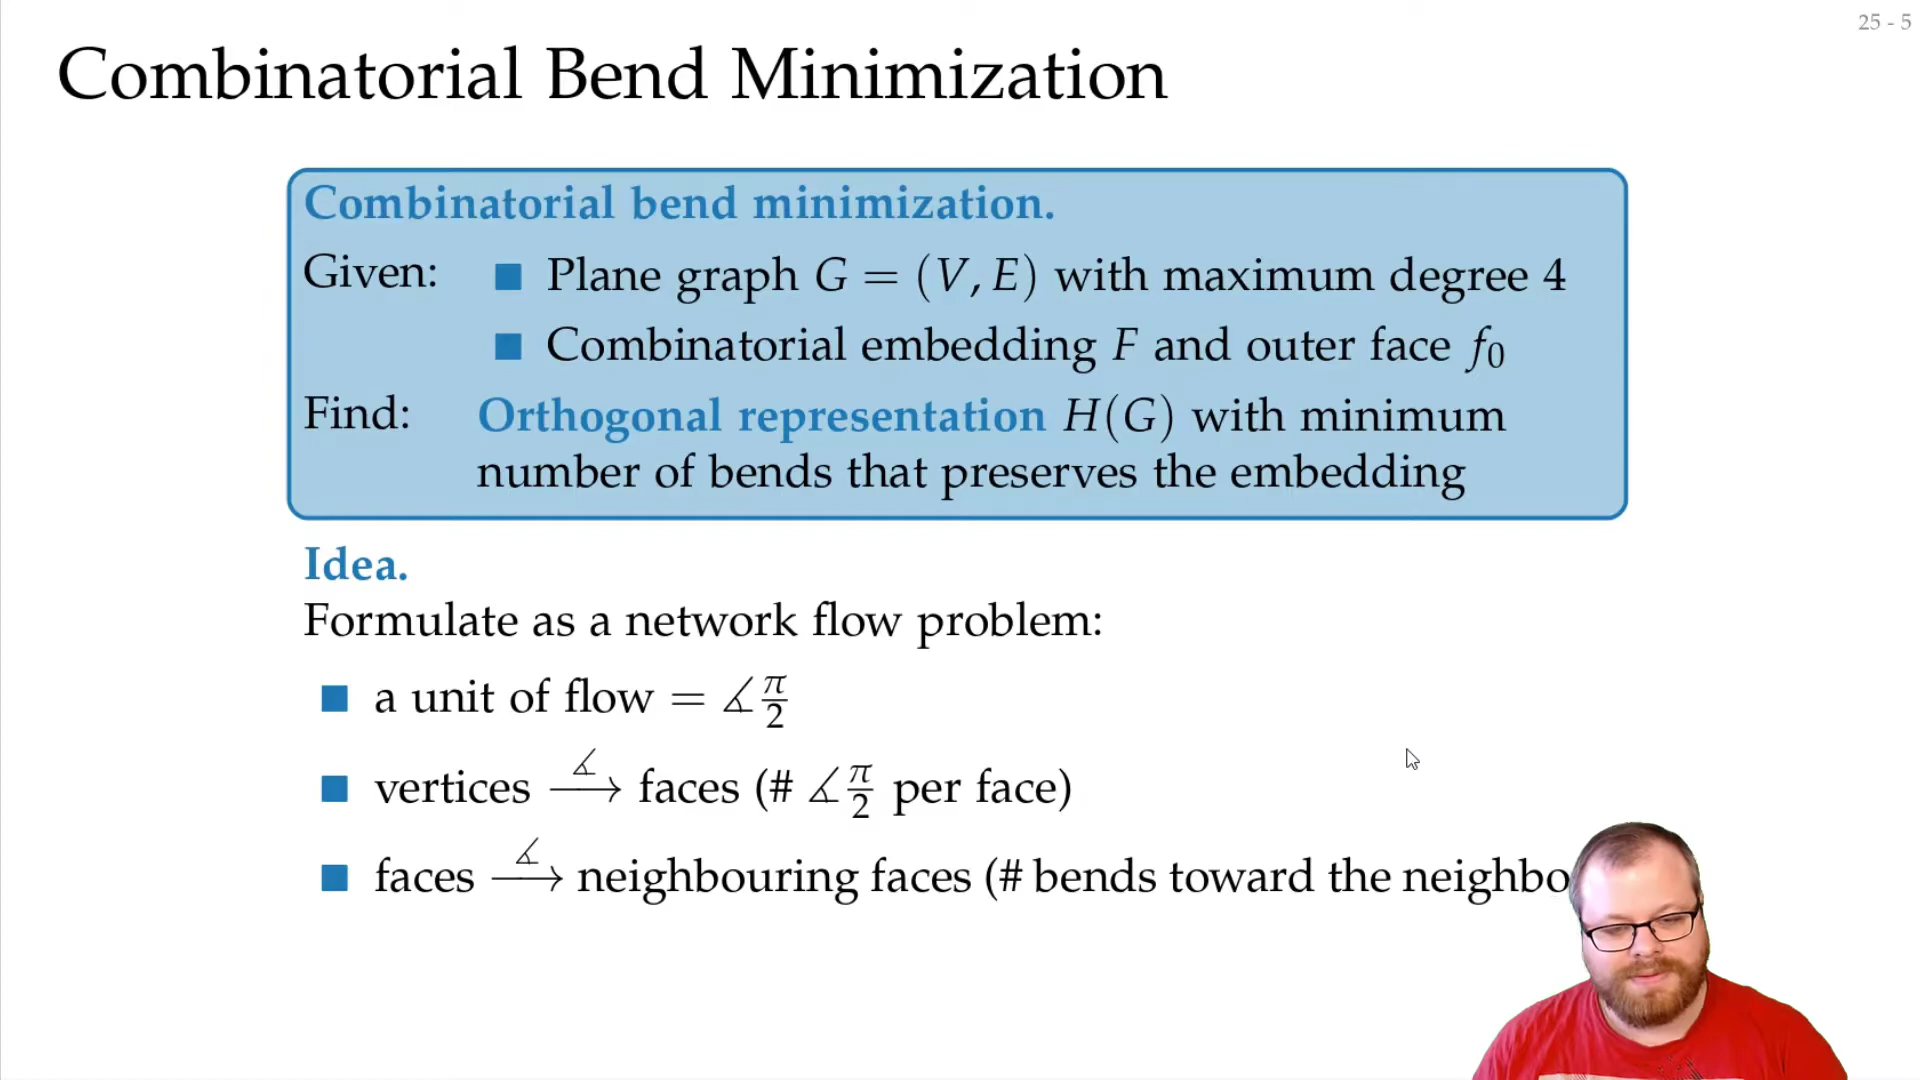 25 - 5
Combinatorial Bend Minimization
Combinatorial bend minimization.
Given: ■ Plane graph G = (V, E) with maximum degree 4
■ Combinatorial embedding F and outer face f₀
Find: Orthogonal representation H(G) with minimum
number of bends that preserves the embedding
Idea.
Formulate as a network flow problem:
■ a unit of flow = ∡π/2
■ vertices ⟶∡ faces (# ∡π/2 per face)
■ faces ⟶∡ neighbouring faces (# bends toward the neighbo